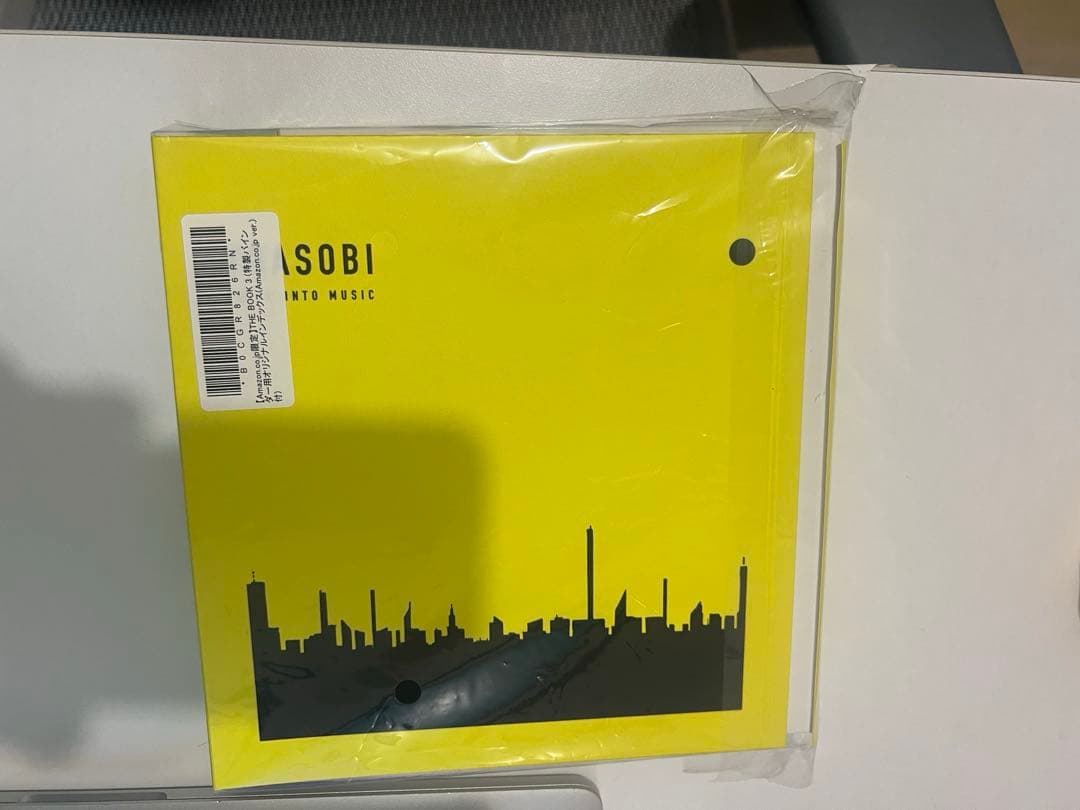 ASOBI
INTO MUSIC
*B0CGR826RN*
【Amazon.co.jp限定】THE BOOK 3 (特製バイン
ダー用オリジナルインデックス(Amazon.co.jp ver.)
付)